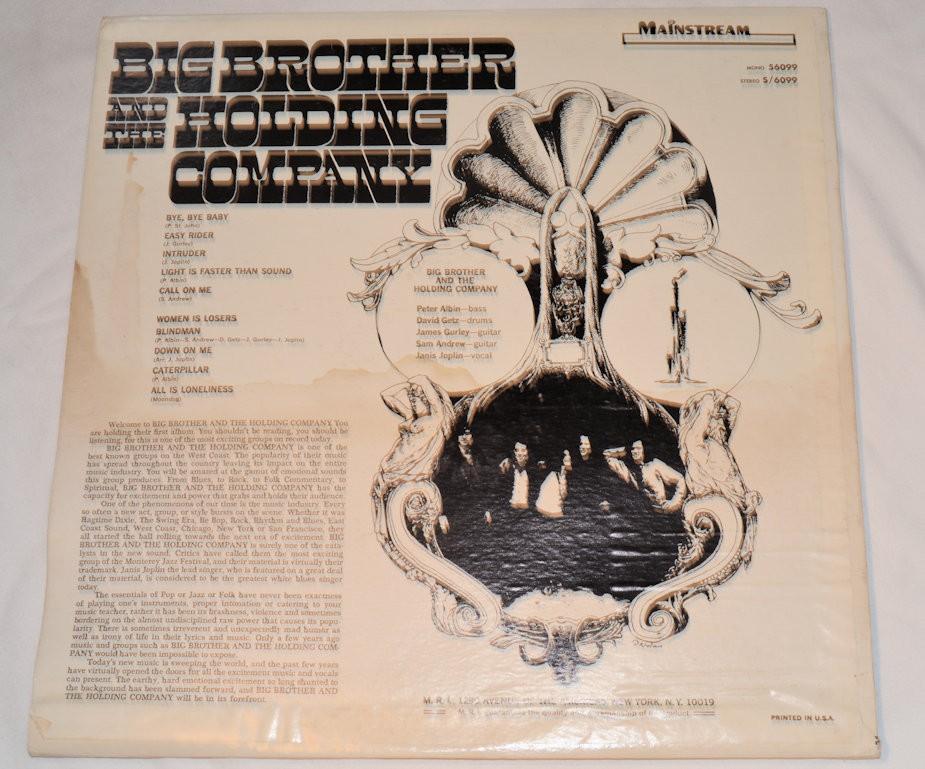 BIG BROTHER
AND THE HOLDING
COMPANY
MAINSTREAM
MONO 56099
STEREO S/6099
BYE, BYE BABY
(P. St. John)
EASY RIDER
(J. Gurley)
INTRUDER
(J. Joplin)
LIGHT IS FASTER THAN SOUND
(P. Albin)
CALL ON ME
(S. Andrew)
WOMEN IS LOSERS
BLINDMAN
(P. Albin—S. Andrew—D. Getz—J. Gurley—J. Joplin)
DOWN ON ME
(Arr. J. Joplin)
CATERPILLAR
(P. Albin)
ALL IS LONELINESS
(Moondog)
BIG BROTHER
AND THE
HOLDING COMPANY
Peter Albin—bass
David Getz—drums
James Gurley—guitar
Sam Andrew—guitar
Janis Joplin—vocal
Welcome to BIG BROTHER AND THE HOLDING COMPANY. You
are holding their first album. You shouldn't be reading, you should be
listening, for this is one of the most exciting groups on record today.
BIG BROTHER AND THE HOLDING COMPANY is one of the
best known groups on the West Coast. The popularity of their music
has spread throughout the country leaving its impact on the entire
music industry. You will be amazed at the gamut of emotional sounds
this group produces. From Blues, to Rock, to Folk Commentary, to
Spiritual, BIG BROTHER AND THE HOLDING COMPANY has the
capacity for excitement and power that grabs and holds their audience.
One of the phenomenons of our time is the music industry. Every
so often a new act, group, or style bursts on the scene. Whether it was
Ragtime Dixie, The Swing Era, Be Bop, Rock, Rhythm and Blues, East
Coast Sound, West Coast, Chicago, New York or San Francisco, they
all started the ball rolling towards the next era of excitement. BIG
BROTHER AND THE HOLDING COMPANY is surely one of the cata-
lysts in the new sound. Critics have called them the most exciting
group of the Monterey Jazz Festival, and their material is virtually their
trademark. Janis Joplin the lead singer, who is featured on a great deal
of their material, is considered to be the greatest white blues singer
today.
The essentials of Pop or Jazz or Folk have never been exactness
of playing one's instruments, proper intonation or catering to your
music teacher, rather it has been its brashness, violence and sometimes
bordering on the almost undisciplined raw power that causes its popu-
larity. There is sometimes irreverent and unexpectedly mad humor as
well as irony of life in their lyrics and music. Only a few years ago
music and groups such as BIG BROTHER AND THE HOLDING COM-
PANY would have been impossible to expose.
Today's new music is sweeping the world, and the past few years
have virtually opened the doors for all the excitement music and vocals
can present. The earthy, hard emotional excitement so long shunted to
the background has been slammed forward, and BIG BROTHER AND
THE HOLDING COMPANY will be in its forefront.
M. R. I., 1290 AVENUE OF THE AMERICAS, NEW YORK, N. Y. 10019
M. R. I. guarantees the quality and workmanship of this product
PRINTED IN U.S.A.